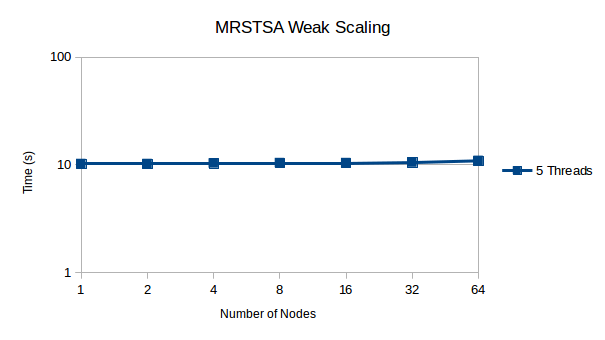 MRSTSA Weak Scaling
100
10
1
Time (s)
1 2 4 8 16 32 64
Number of Nodes
5 Threads